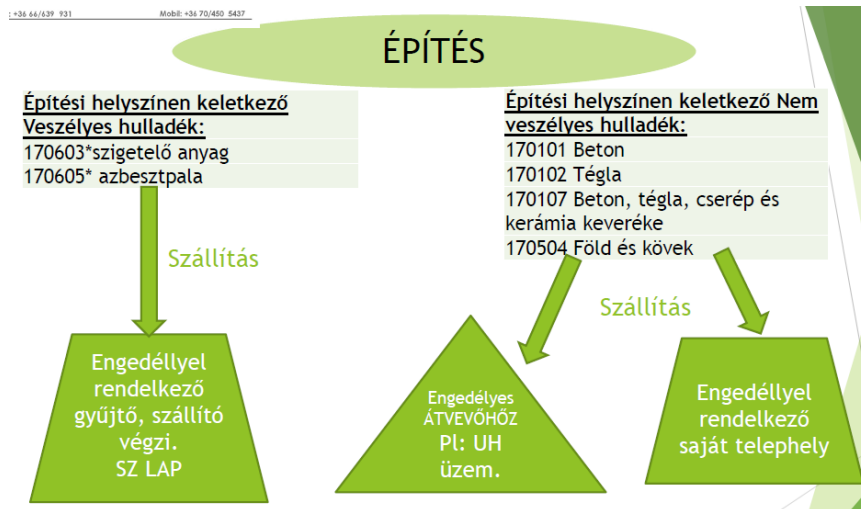 : +36 66/639 931
Mobil: +36 70/450 5437
ÉPÍTÉS
Építési helyszínen keletkező
Veszélyes hulladék:
170603*szigetelő anyag
170605* azbesztpala
Szállítás
Engedéllyel
rendelkező
gyűjtő, szállító
végzi.
SZ LAP
Építési helyszínen keletkező Nem
veszélyes hulladék:
170101 Beton
170102 Tégla
170107 Beton, tégla, cserép és
kerámia keveréke
170504 Föld és kövek
Szállítás
Engedélyes
ÁTVEVŐHŐZ
Pl: UH
üzem.
Engedéllyel
rendelkező
saját telephely